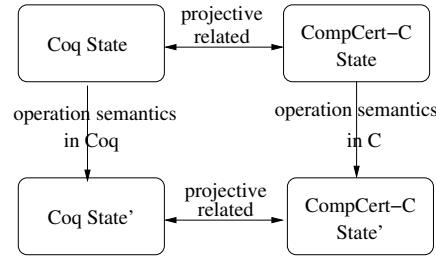 projective
related
Coq State
CompCert−C
State
operation semantics
in Coq
operation semantics
in C
projective
related
Coq State’
CompCert−C
State’